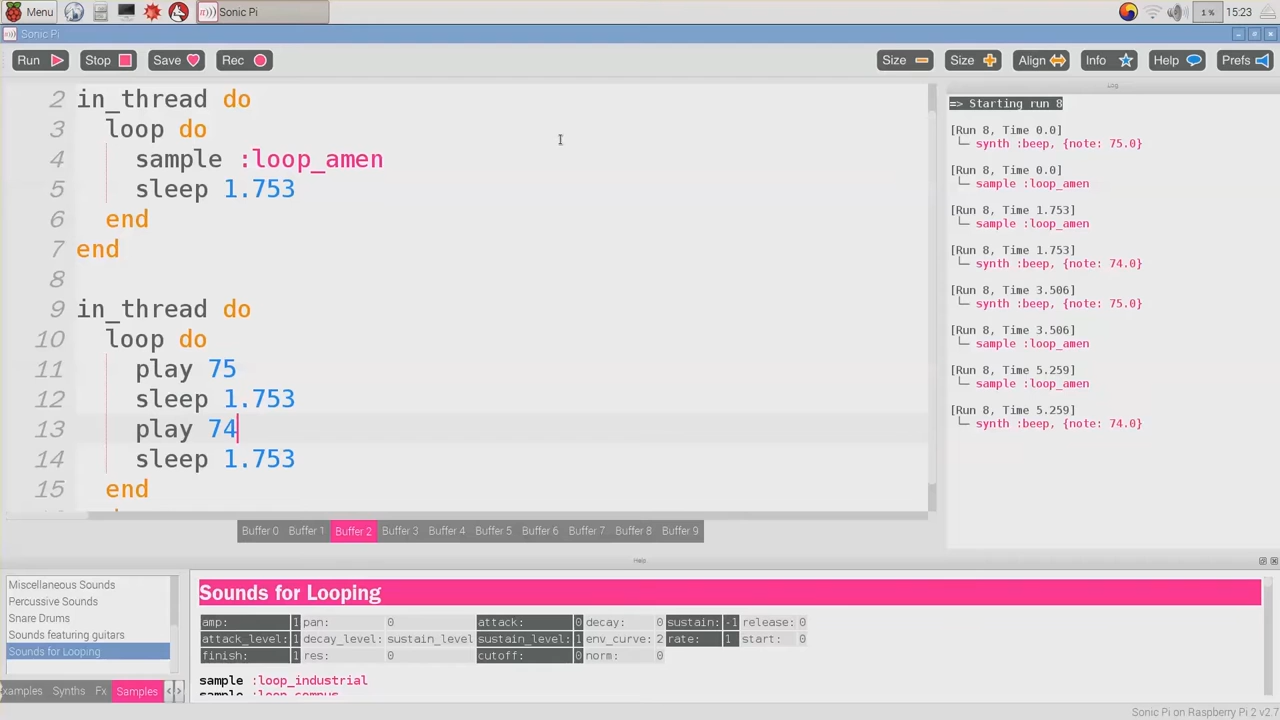 Menu Sonic Pi 1 % 15:23
Sonic Pi
Run Stop Save Rec Size Size Align Info Help Prefs
Log
2 in_thread do
3 loop do
4 sample :loop_amen
5 sleep 1.753
6 end
7 end
8
9 in_thread do
10 loop do
11 play 75
12 sleep 1.753
13 play 74
14 sleep 1.753
15 end
=> Starting run 8
[Run 8, Time 0.0]
└─ synth :beep, {note: 75.0}
[Run 8, Time 0.0]
└─ sample :loop_amen
[Run 8, Time 1.753]
└─ sample :loop_amen
[Run 8, Time 1.753]
└─ synth :beep, {note: 74.0}
[Run 8, Time 3.506]
└─ synth :beep, {note: 75.0}
[Run 8, Time 3.506]
└─ sample :loop_amen
[Run 8, Time 5.259]
└─ sample :loop_amen
[Run 8, Time 5.259]
└─ synth :beep, {note: 74.0}
Buffer 0 Buffer 1 Buffer 2 Buffer 3 Buffer 4 Buffer 5 Buffer 6 Buffer 7 Buffer 8 Buffer 9
Miscellaneous Sounds
Percussive Sounds
Snare Drums
Sounds featuring guitars
Sounds for Looping
xamples Synths Fx Samples
Sounds for Looping
amp: 1 pan: 0 attack: 0 decay: 0 sustain: -1 release: 0
attack_level: 1 decay_level: sustain_level sustain_level: 1 env_curve: 2 rate: 1 start: 0
finish: 1 res: 0 cutoff: 0 norm: 0
sample :loop_industrial
sample :loop_compus
Sonic Pi on Raspberry Pi 2 v2.7